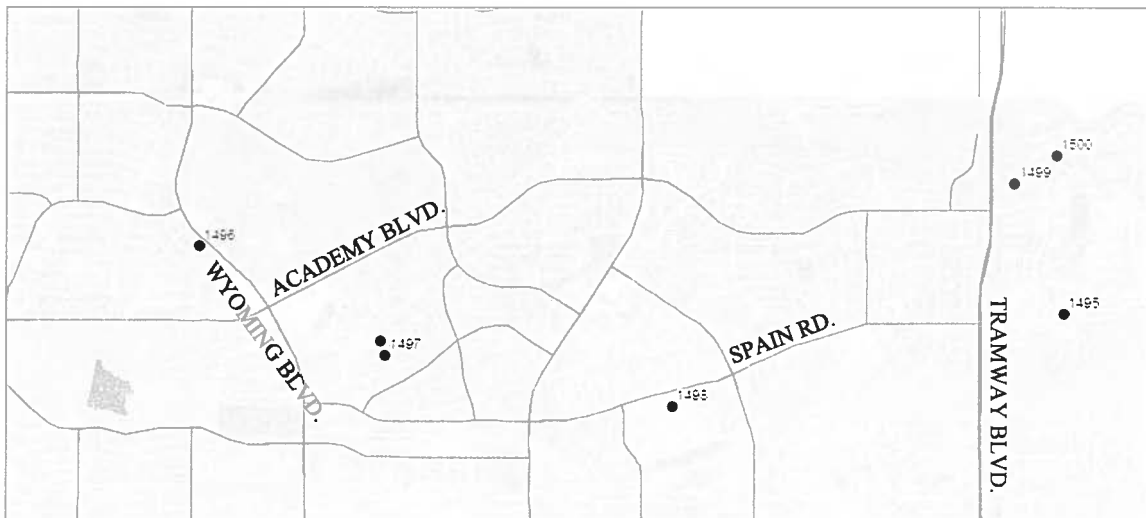 1500
1499
1496
ACADEMY BLVD.
WYOMING BLVD.
1495
TRAMWAY BLVD.
SPAIN RD.
1497
1498